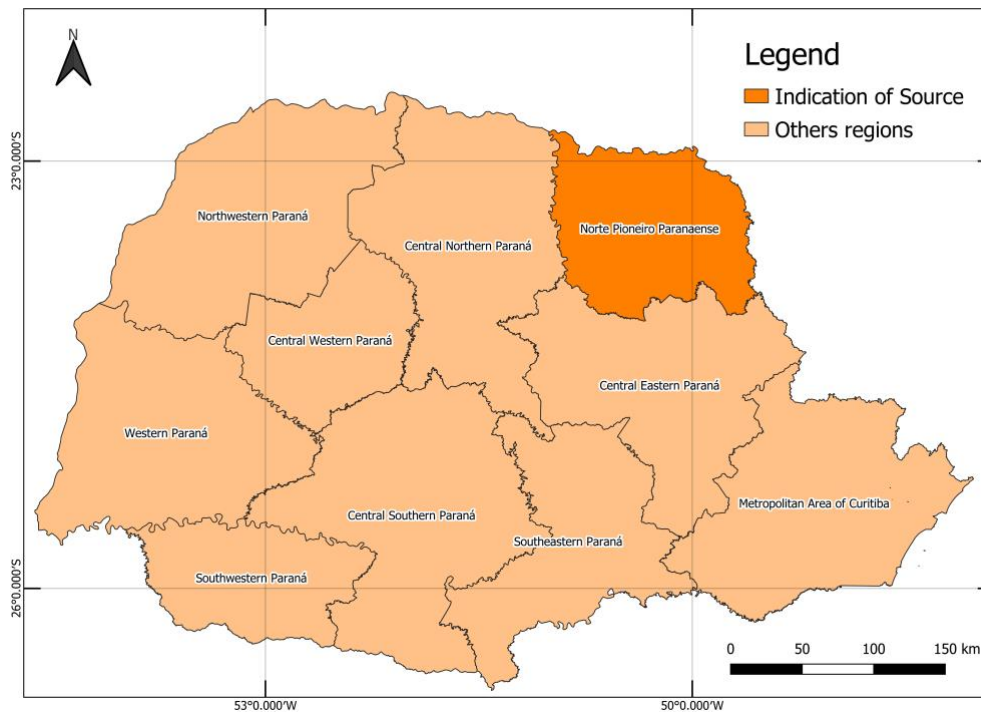 N
Legend
Indication of Source
Others regions
23°0.000'S
Northwestern Paraná
Norte Pioneiro Paranaense
Central Northern Paraná
Central Western Paraná
Central Eastern Paraná
Western Paraná
Metropolitan Area of Curitiba
Central Southern Paraná
Southeastern Paraná
Southwestern Paraná
26°0.000'S
0 50 100 150 km
53°0.000'W 50°0.000'W